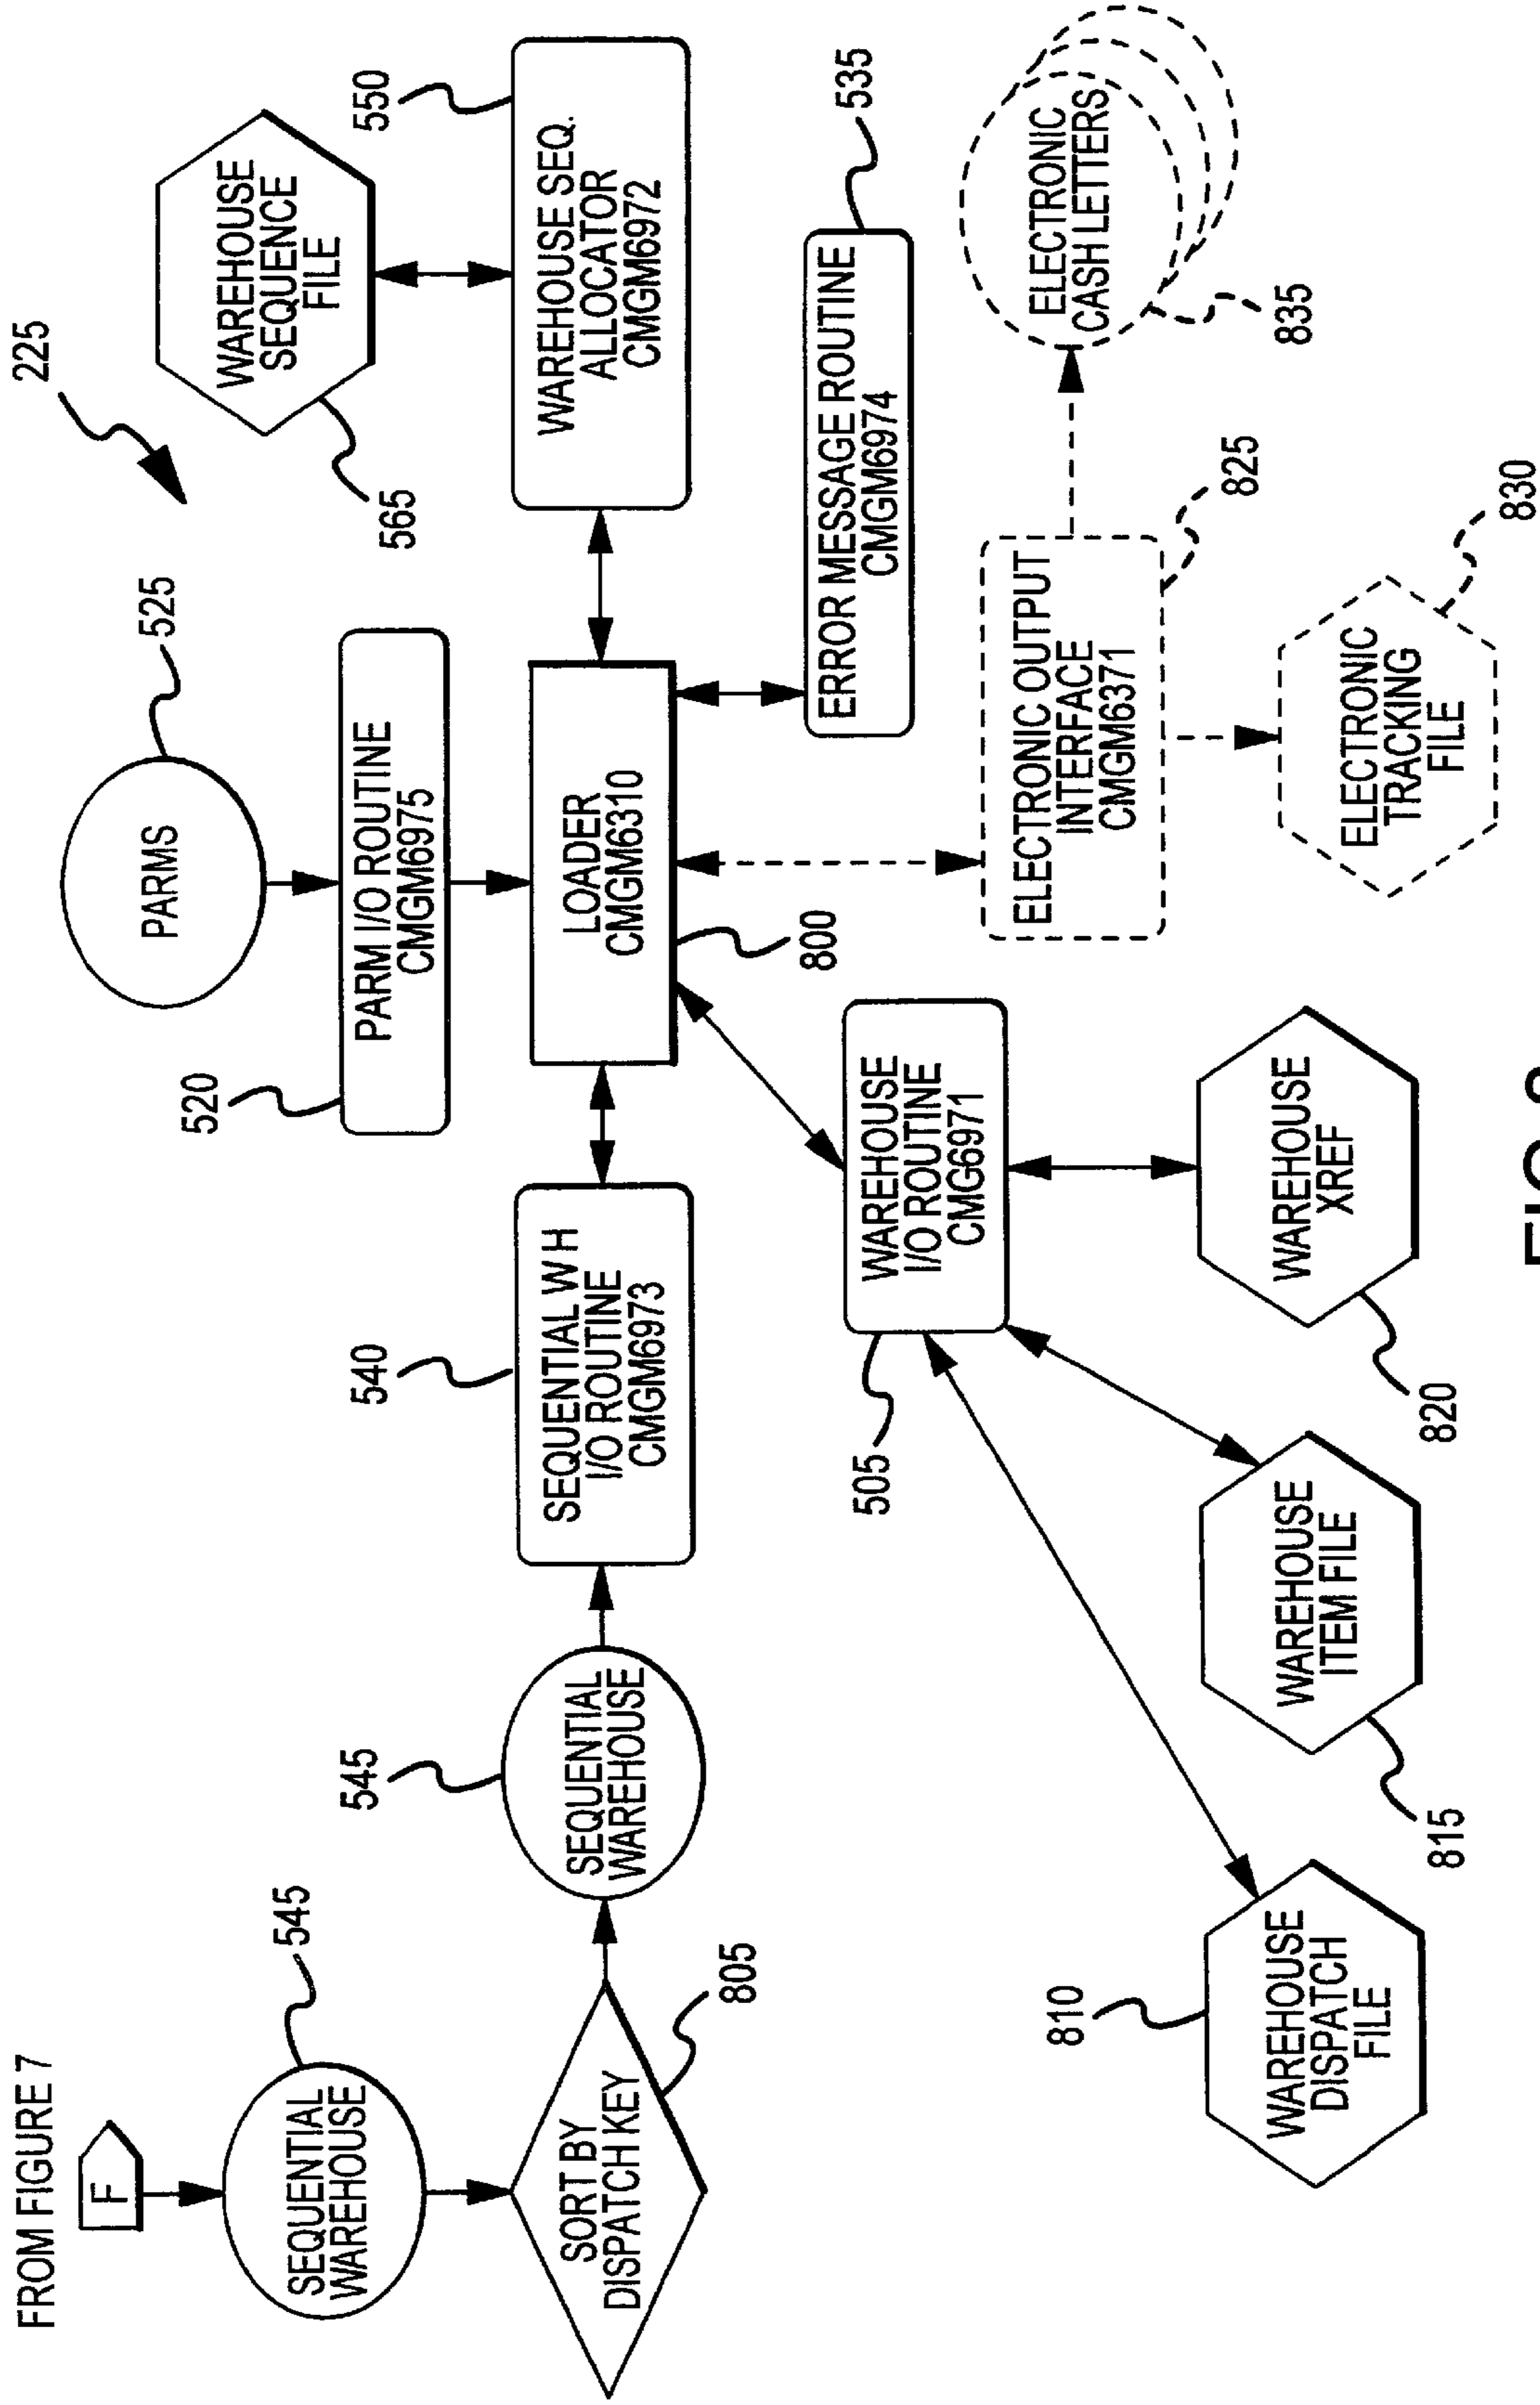 FROM FIGURE 7
F
545
SEQUENTIAL
WAREHOUSE
SORT BY
DISPATCH KEY
805
545
SEQUENTIAL
WAREHOUSE
540
SEQUENTIAL W H
I/O ROUTINE
CMGM6973
520
PARMS
525
PARM I/O ROUTINE
CMGM6975
LOADER
CMGM6310
800
225
WAREHOUSE
SEQUENCE
FILE
565
550
WAREHOUSE SEQ.
ALLOCATOR
CMGM6972
ERROR MESSAGE ROUTINE
CMGM6974
535
505
WAREHOUSE
I/O ROUTINE
CMG6971
810
WAREHOUSE
DISPATCH
FILE
WAREHOUSE
ITEM FILE
815
WAREHOUSE
XREF
820
ELECTRONIC OUTPUT
INTERFACE
CMGM6371
825
ELECTRONIC
CASH LETTERS
835
ELECTRONIC
TRACKING
FILE
830